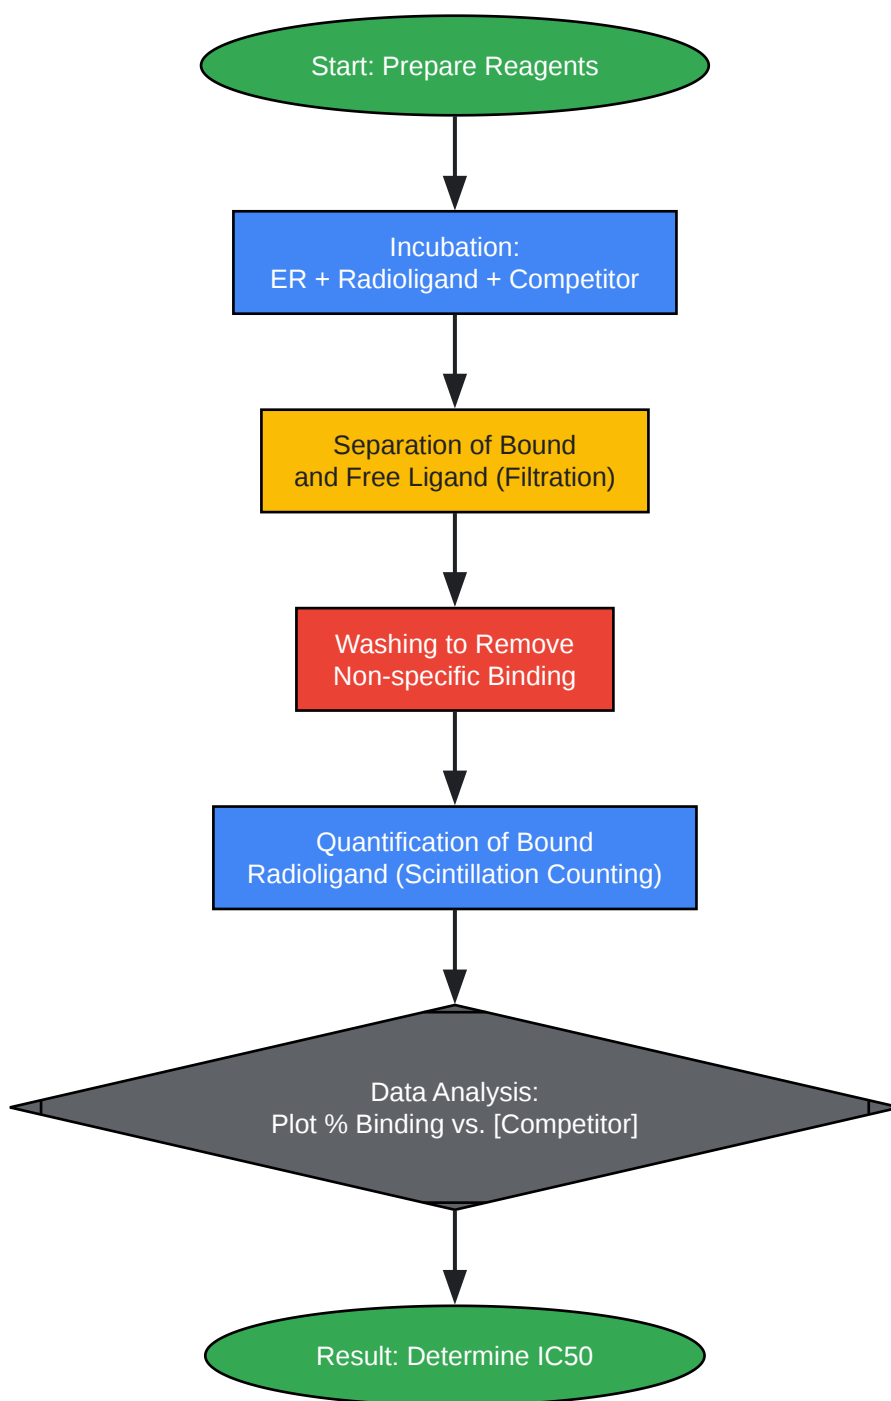 Start: Prepare Reagents
Incubation:
ER + Radioligand + Competitor
Separation of Bound
and Free Ligand (Filtration)
Washing to Remove
Non-specific Binding
Quantification of Bound
Radioligand (Scintillation Counting)
Data Analysis:
Plot % Binding vs. [Competitor]
Result: Determine IC50